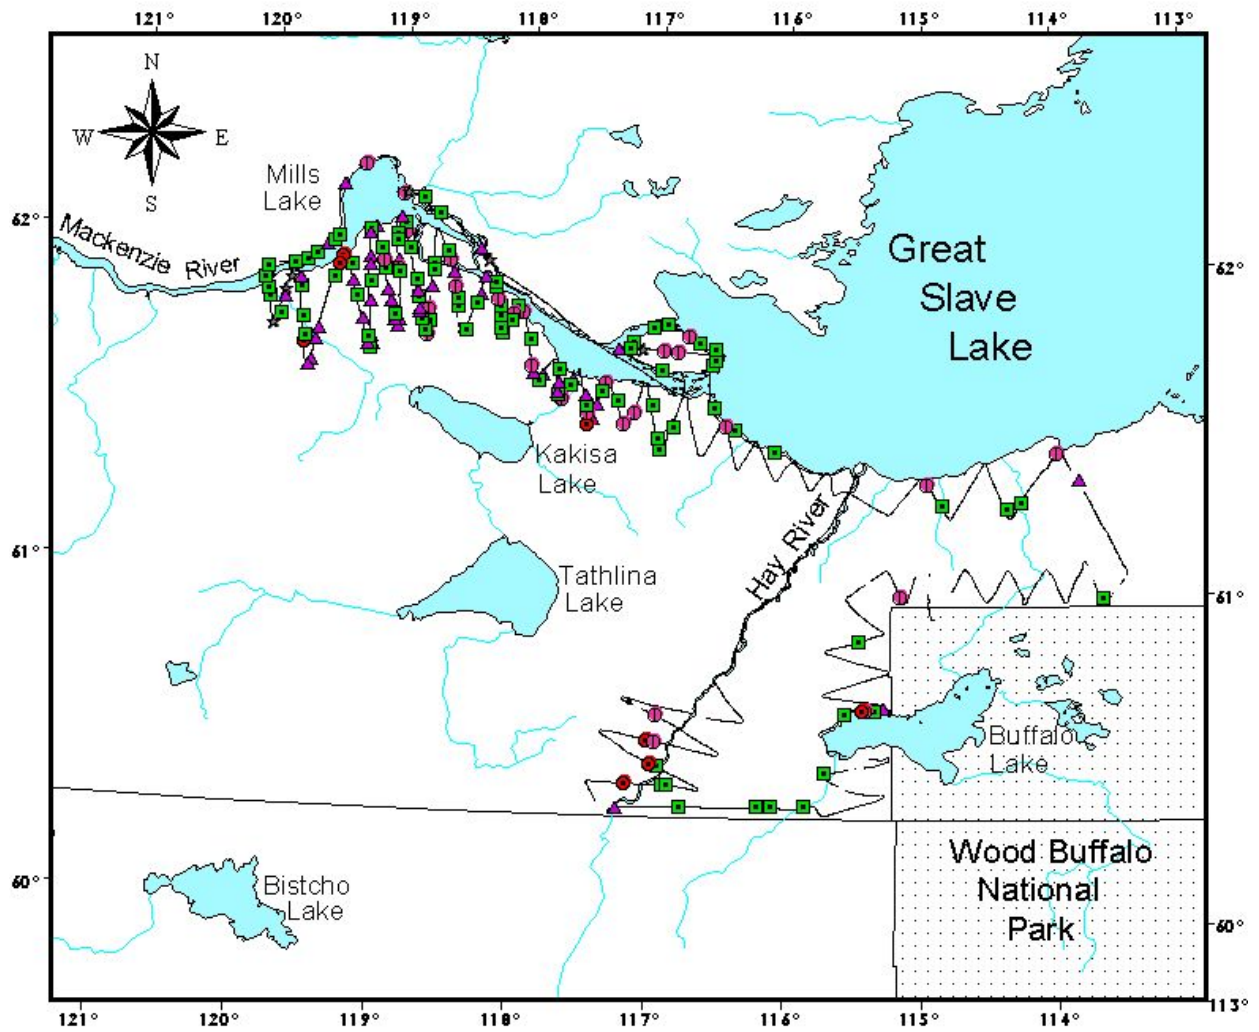 121° 120° 119° 118° 117° 116° 115° 114° 113°
N
W E
S
Mills
Lake
62°
Mackenzie River
Great
Slave
Lake
62°
Kakisa
Lake
61°
Hay River
Tathlina
Lake
61°
Buffalo
Lake
Wood Buffalo
National
Park
60°
Bistcho
Lake
60°
121° 120° 119° 118° 117° 116° 115° 114° 113°